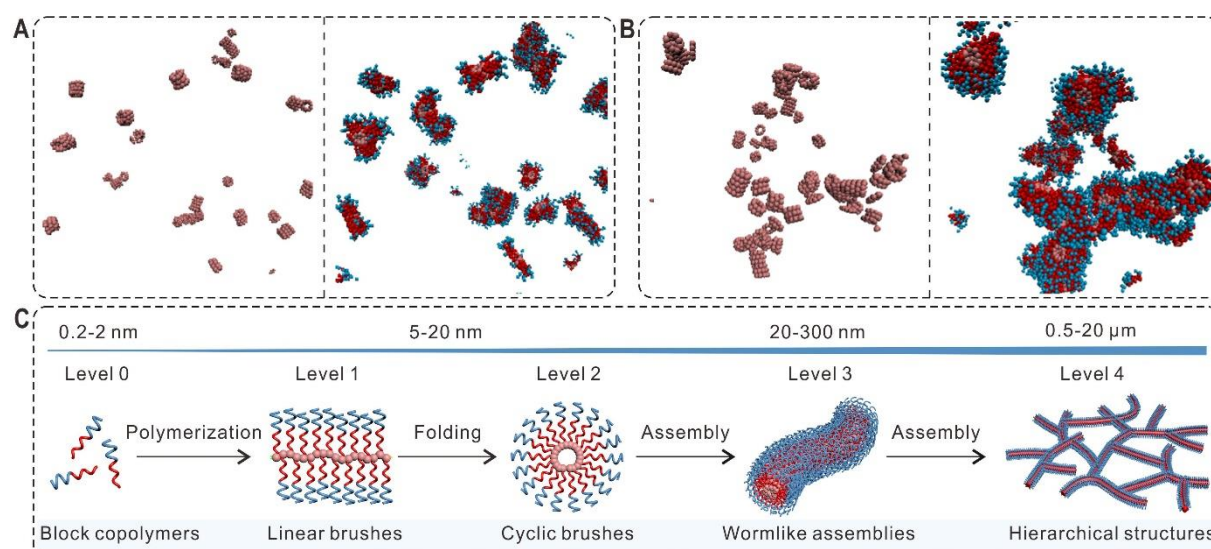 A
B
C
0.2-2 nm
5-20 nm
20-300 nm
0.5-20 μm
Level 0
Level 1
Level 2
Level 3
Level 4
Polymerization
Folding
Assembly
Assembly
Block copolymers
Linear brushes
Cyclic brushes
Wormlike assemblies
Hierarchical structures